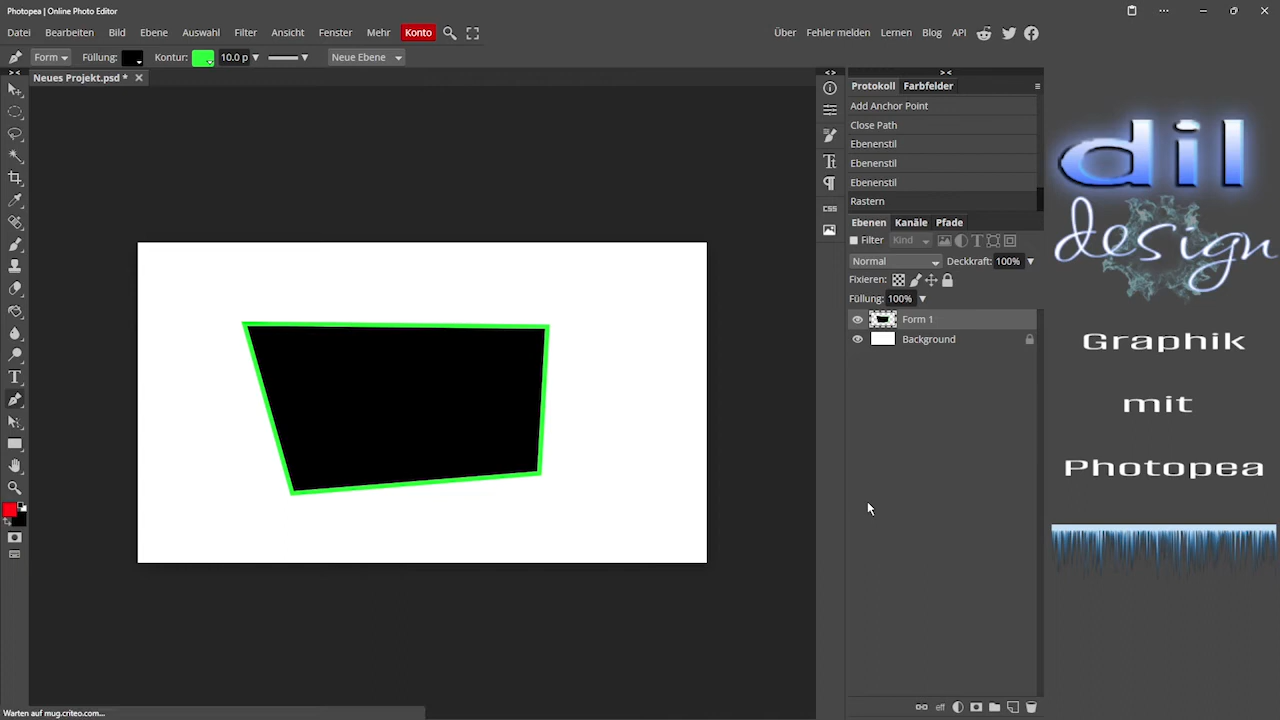 Photopea | Online Photo Editor
Datei Bearbeiten Bild Ebene Auswahl Filter Ansicht Fenster Mehr Konto Über Fehler melden Lernen Blog API
Form Füllung: Kontur: 10.0 p Neue Ebene
Neues Projekt.psd *
Protokoll Farbfelder
Add Anchor Point
Close Path
Ebenenstil
Ebenenstil
Ebenenstil
Rastern
Ebenen Kanäle Pfade
Filter Kind
Normal Deckkraft: 100%
Fixieren:
Füllung: 100%
Form 1
Background
CSS
eff
Warten auf mug.criteo.com...
dil
design
Graphik
mit
Photopea